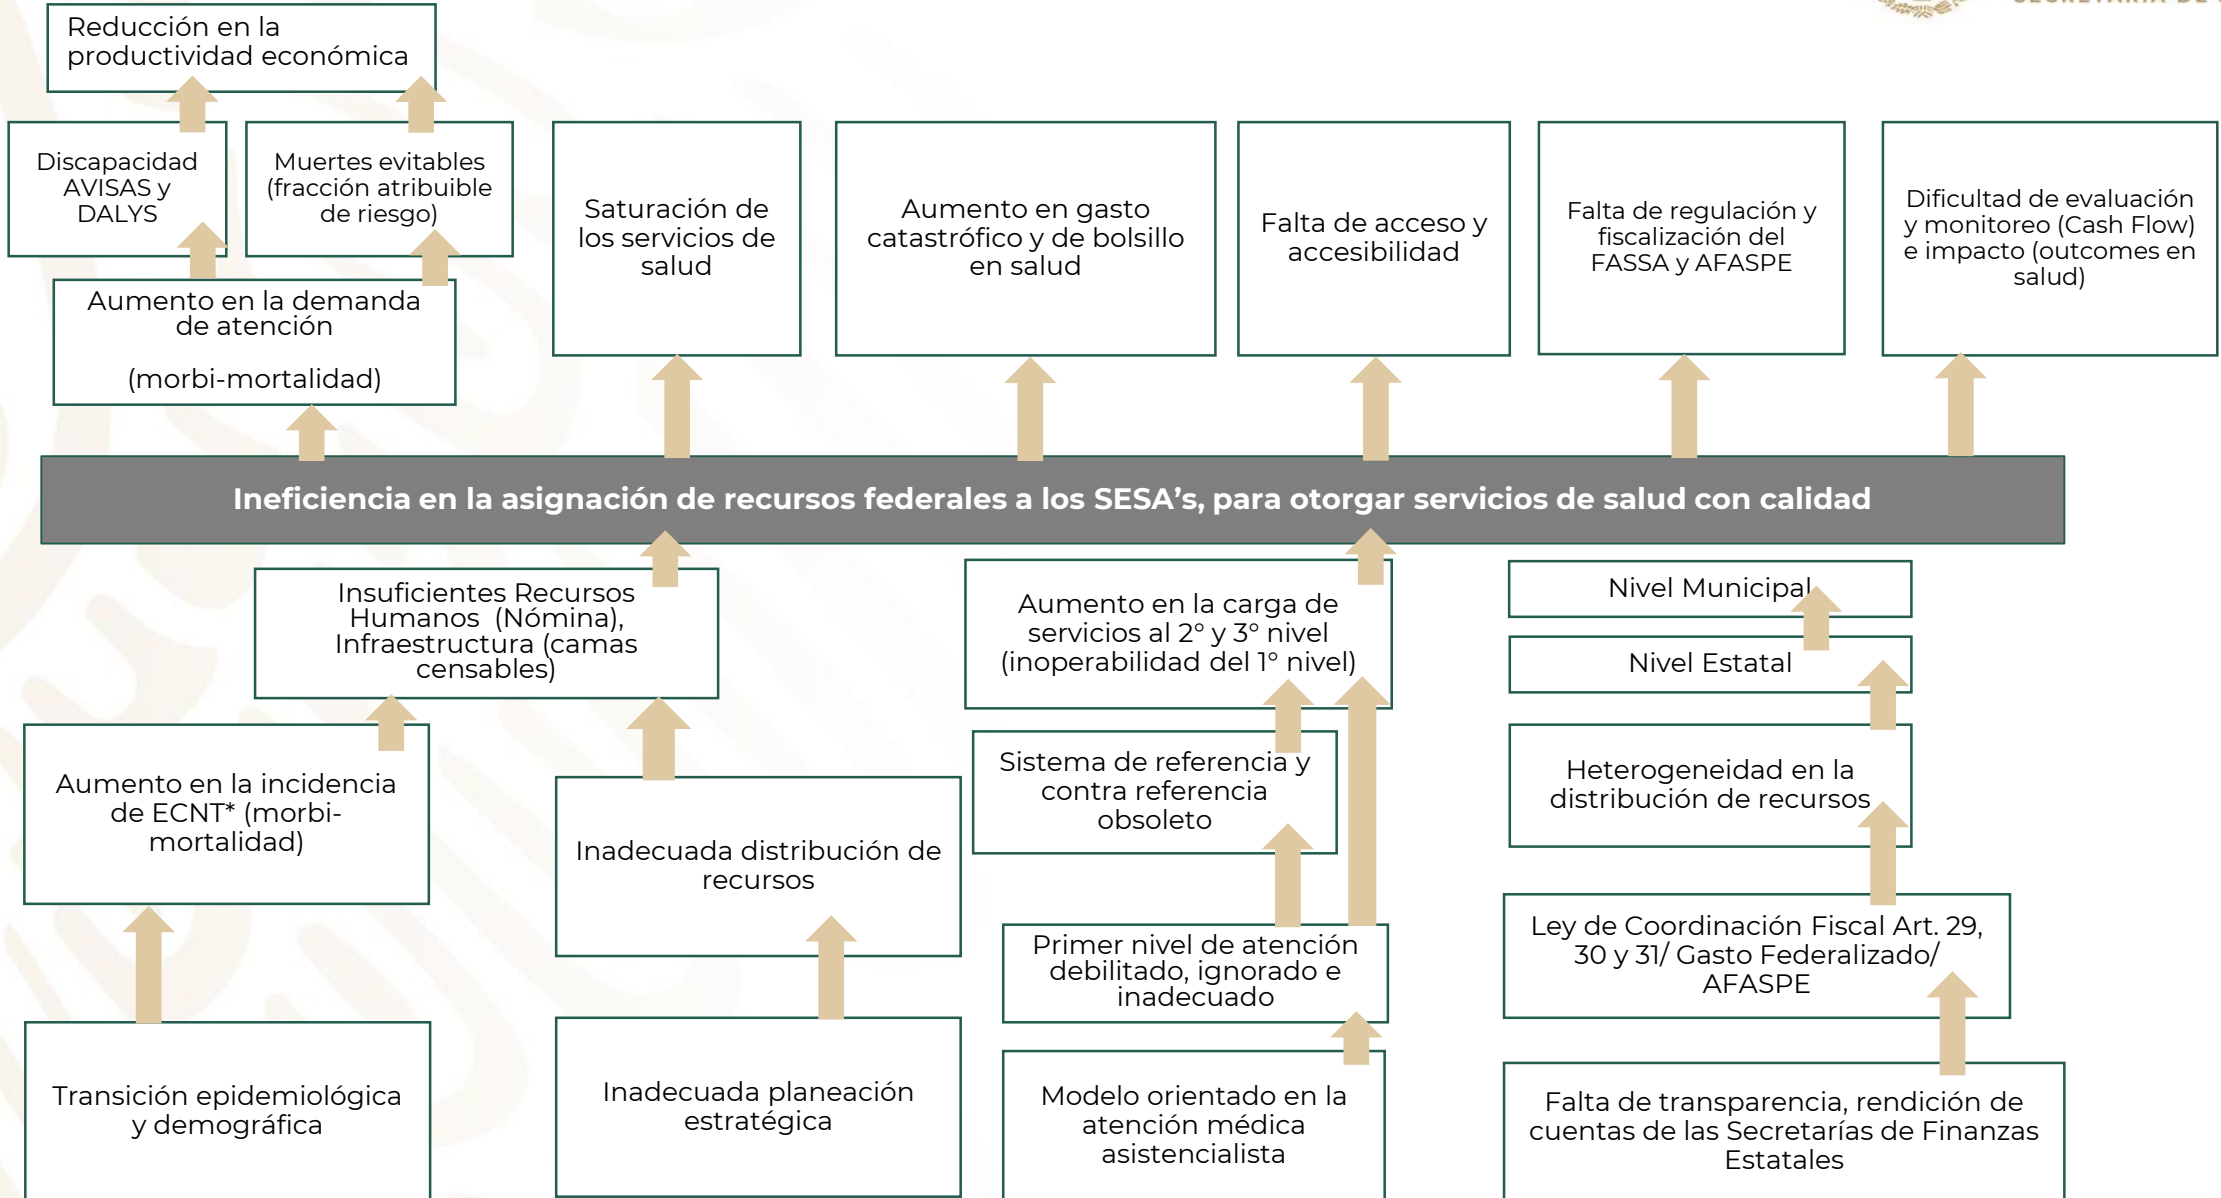 Reducción en la
productividad económica
Discapacidad
AVISAS y
DALYS
Muertes evitables
(fracción atribuible
de riesgo)
Aumento en la demanda
de atención
(morbi-mortalidad)
Saturación de
los servicios de
salud
Aumento en gasto
catastrófico y de bolsillo
en salud
Falta de acceso y
accesibilidad
Falta de regulación y
fiscalización del
FASSA y AFASPE
Dificultad de evaluación
y monitoreo (Cash Flow)
e impacto (outcomes en
salud)
Ineficiencia en la asignación de recursos federales a los SESA’s, para otorgar servicios de salud con calidad
Insuficientes Recursos
Humanos (Nómina),
Infraestructura (camas
censables)
Aumento en la incidencia
de ECNT* (morbi-
mortalidad)
Transición epidemiológica
y demográfica
Inadecuada distribución de
recursos
Inadecuada planeación
estratégica
Aumento en la carga de
servicios al 2° y 3° nivel
(inoperabilidad del 1° nivel)
Sistema de referencia y
contra referencia
obsoleto
Primer nivel de atención
debilitado, ignorado e
inadecuado
Modelo orientado en la
atención médica
asistencialista
Nivel Municipal
Nivel Estatal
Heterogeneidad en la
distribución de recursos
Ley de Coordinación Fiscal Art. 29,
30 y 31/ Gasto Federalizado/
AFASPE
Falta de transparencia, rendición de
cuentas de las Secretarías de Finanzas
Estatales